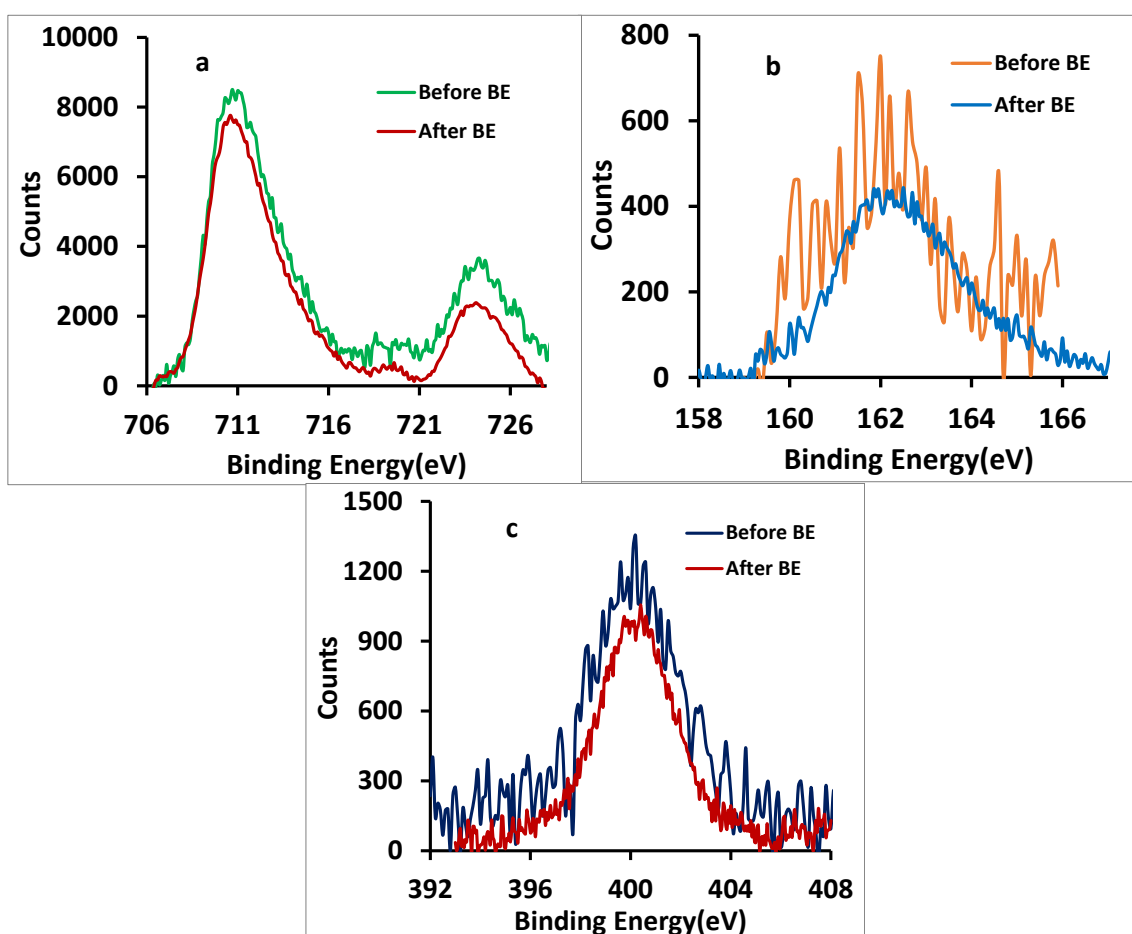 a
10000
8000
6000
4000
2000
0
Counts
Before BE
After BE
706 711 716 721 726
Binding Energy(eV)
b
800
600
400
200
0
Counts
Before BE
After BE
158 160 162 164 166
Binding Energy(eV)
c
1500
1200
900
600
300
0
Counts
Before BE
After BE
392 396 400 404 408
Binding Energy(eV)